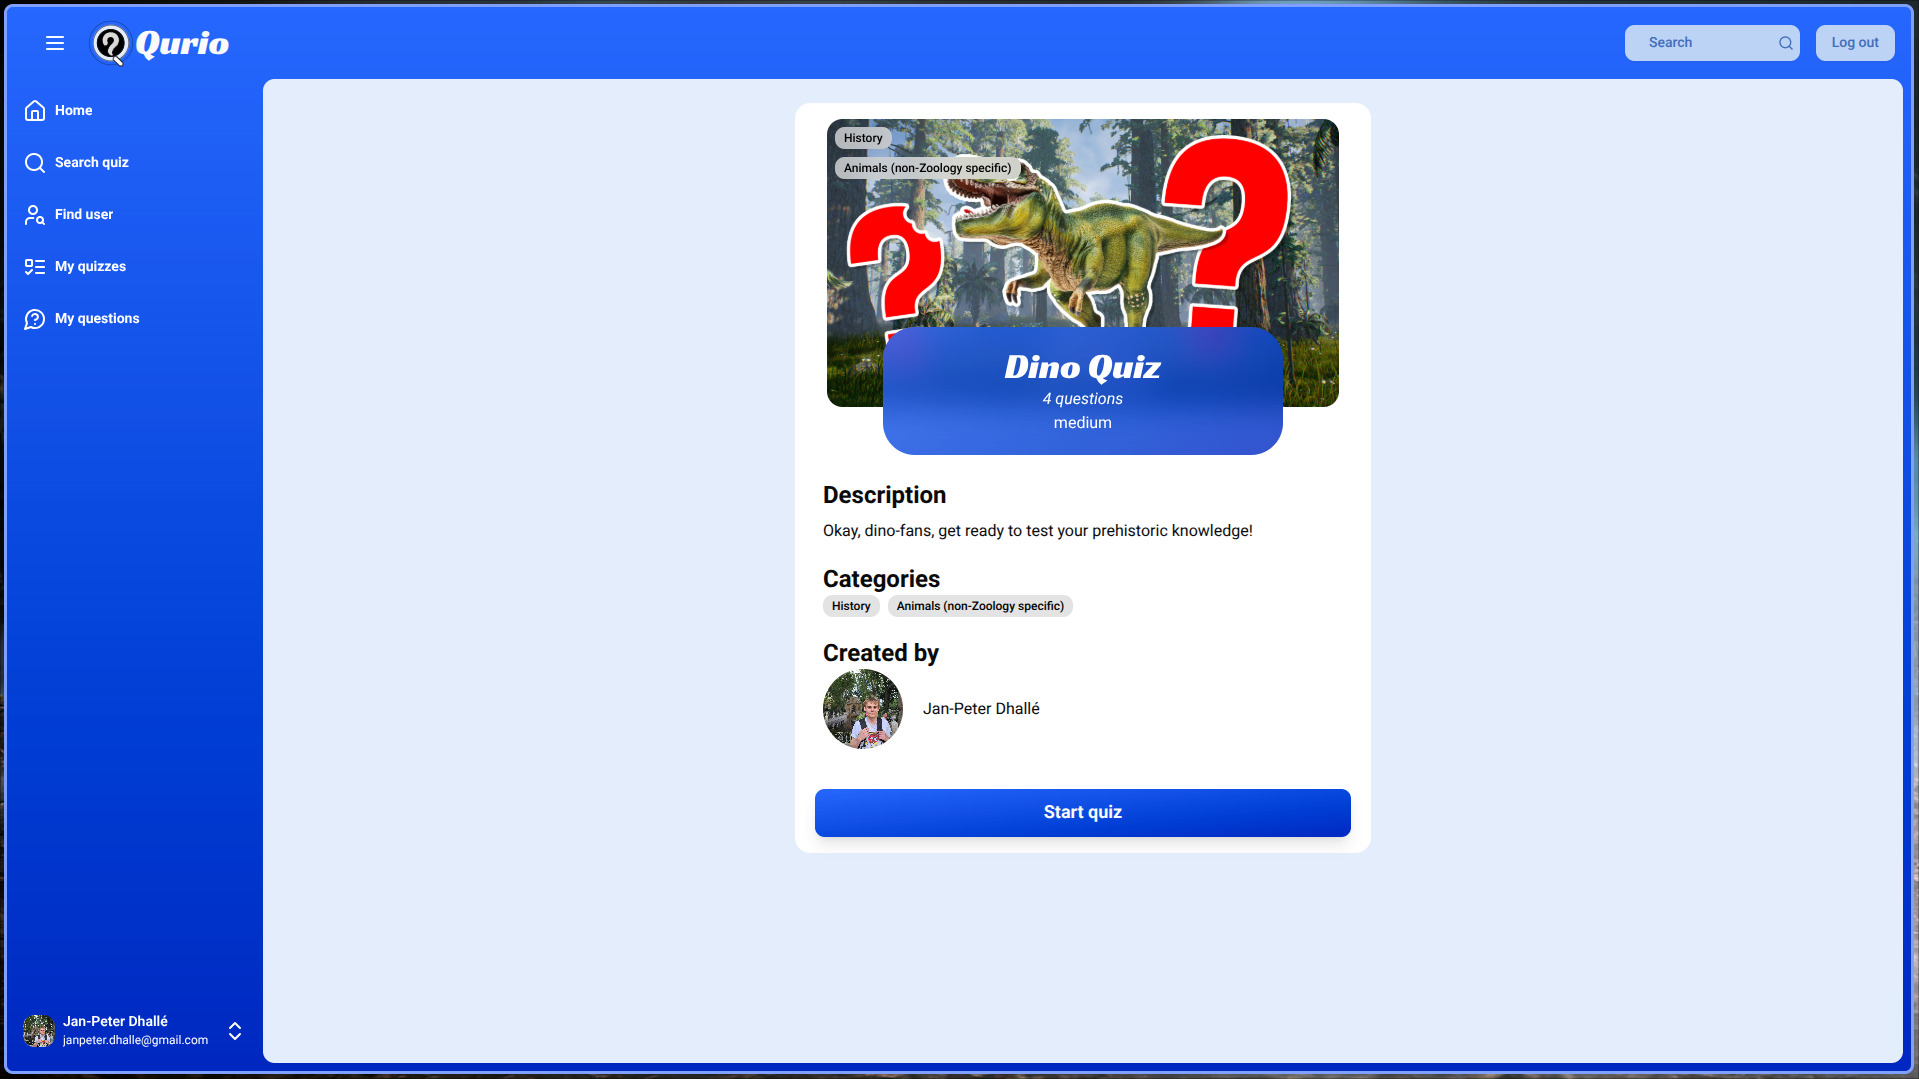 Qurio
Search
Log out
Home
Search quiz
Find user
My quizzes
My questions
History
Animals (non-Zoology specific)
??
Dino Quiz
4 questions
medium
Description
Okay, dino-fans, get ready to test your prehistoric knowledge!
Categories
History Animals (non-Zoology specific)
Created by
Jan-Peter Dhallé
Start quiz
Jan-Peter Dhallé
janpeter.dhalle@gmail.com